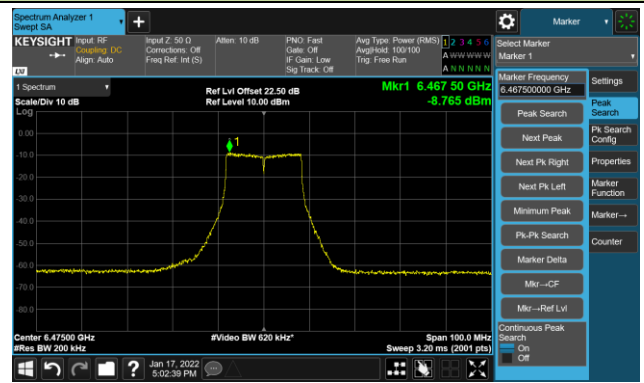 Spectrum Analyzer 1
Swept SA
Marker
KEYSIGHT
Input: RF
Coupling: DC
Align: Auto
Input Z: 50 Ω
Corrections: Off
Freq Ref: Int (S)
Atten: 10 dB
PNO: Fast
Gate: Off
IF Gain: Low
Sig Track: Off
Avg Type: Power (RMS)
Avg|Hold: 100/100
Trig: Free Run
1 2 3 4 5 6
A W W W W W
A N N N N N
LXI
Select Marker
Marker 1
1 Spectrum
Scale/Div 10 dB
Log
Ref Lvl Offset 22.50 dB
Ref Level 10.00 dBm
Mkr1 6.467 50 GHz
-8.765 dBm
0.00
-10.0
-20.0
-30.0
-40.0
-50.0
-60.0
-70.0
-80.0
1
Center 6.47500 GHz
#Res BW 200 kHz
#Video BW 620 kHz*
Span 100.0 MHz
Sweep 3.20 ms (2001 pts)
Marker Frequency
6.467500000 GHz
Peak Search
Next Peak
Next Pk Right
Next Pk Left
Minimum Peak
Pk-Pk Search
Marker Delta
Mkr→CF
Mkr→Ref Lvl
Continuous Peak
Search
On
Off
Settings
Peak
Search
Pk Search
Config
Properties
Marker
Function
Marker→
Counter
Jan 17, 2022
5:02:39 PM